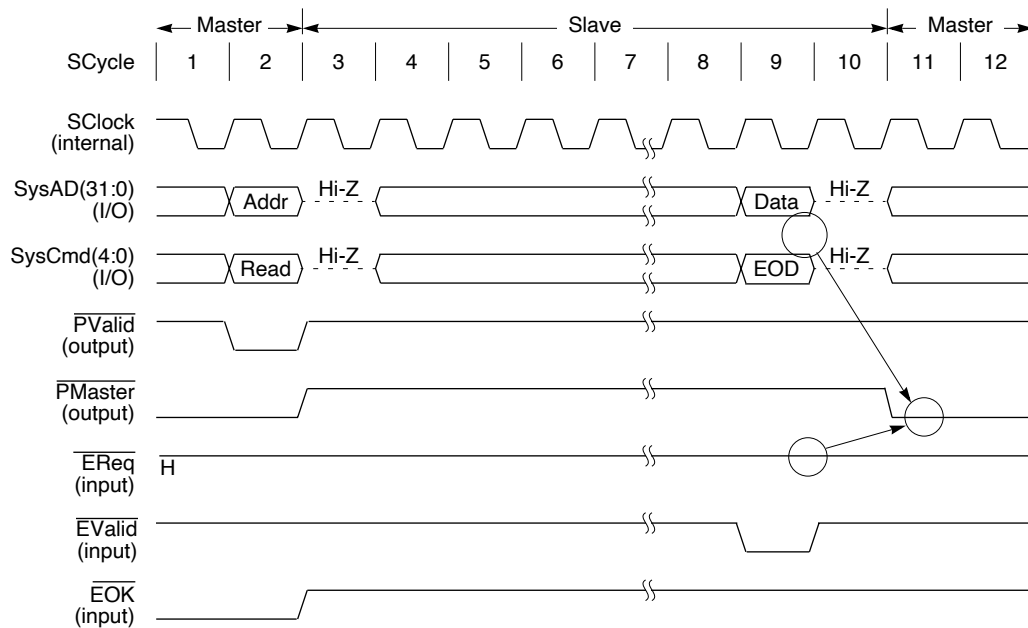 Master Slave Master
SCycle 1 2 3 4 5 6 7 8 9 10 11 12
SClock
(internal)
SysAD(31:0) Addr Hi-Z Data Hi-Z
(I/O)
SysCmd(4:0) Read Hi-Z EOD Hi-Z
(I/O)
PValid
(output)
PMaster
(output)
EReq H
(input)
EValid
(input)
EOK
(input)